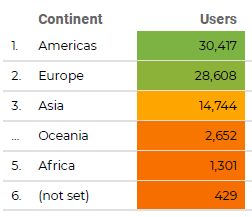 Continent Users
1. Americas 30,417
2. Europe 28,608
3. Asia 14,744
... Oceania 2,652
5. Africa 1,301
6. (not set) 429